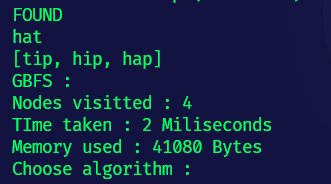 FOUND
hat
[tip, hip, hap]
GBFS :
Nodes visitted : 4
TIme taken : 2 Miliseconds
Memory used : 41080 Bytes
Choose algorithm :